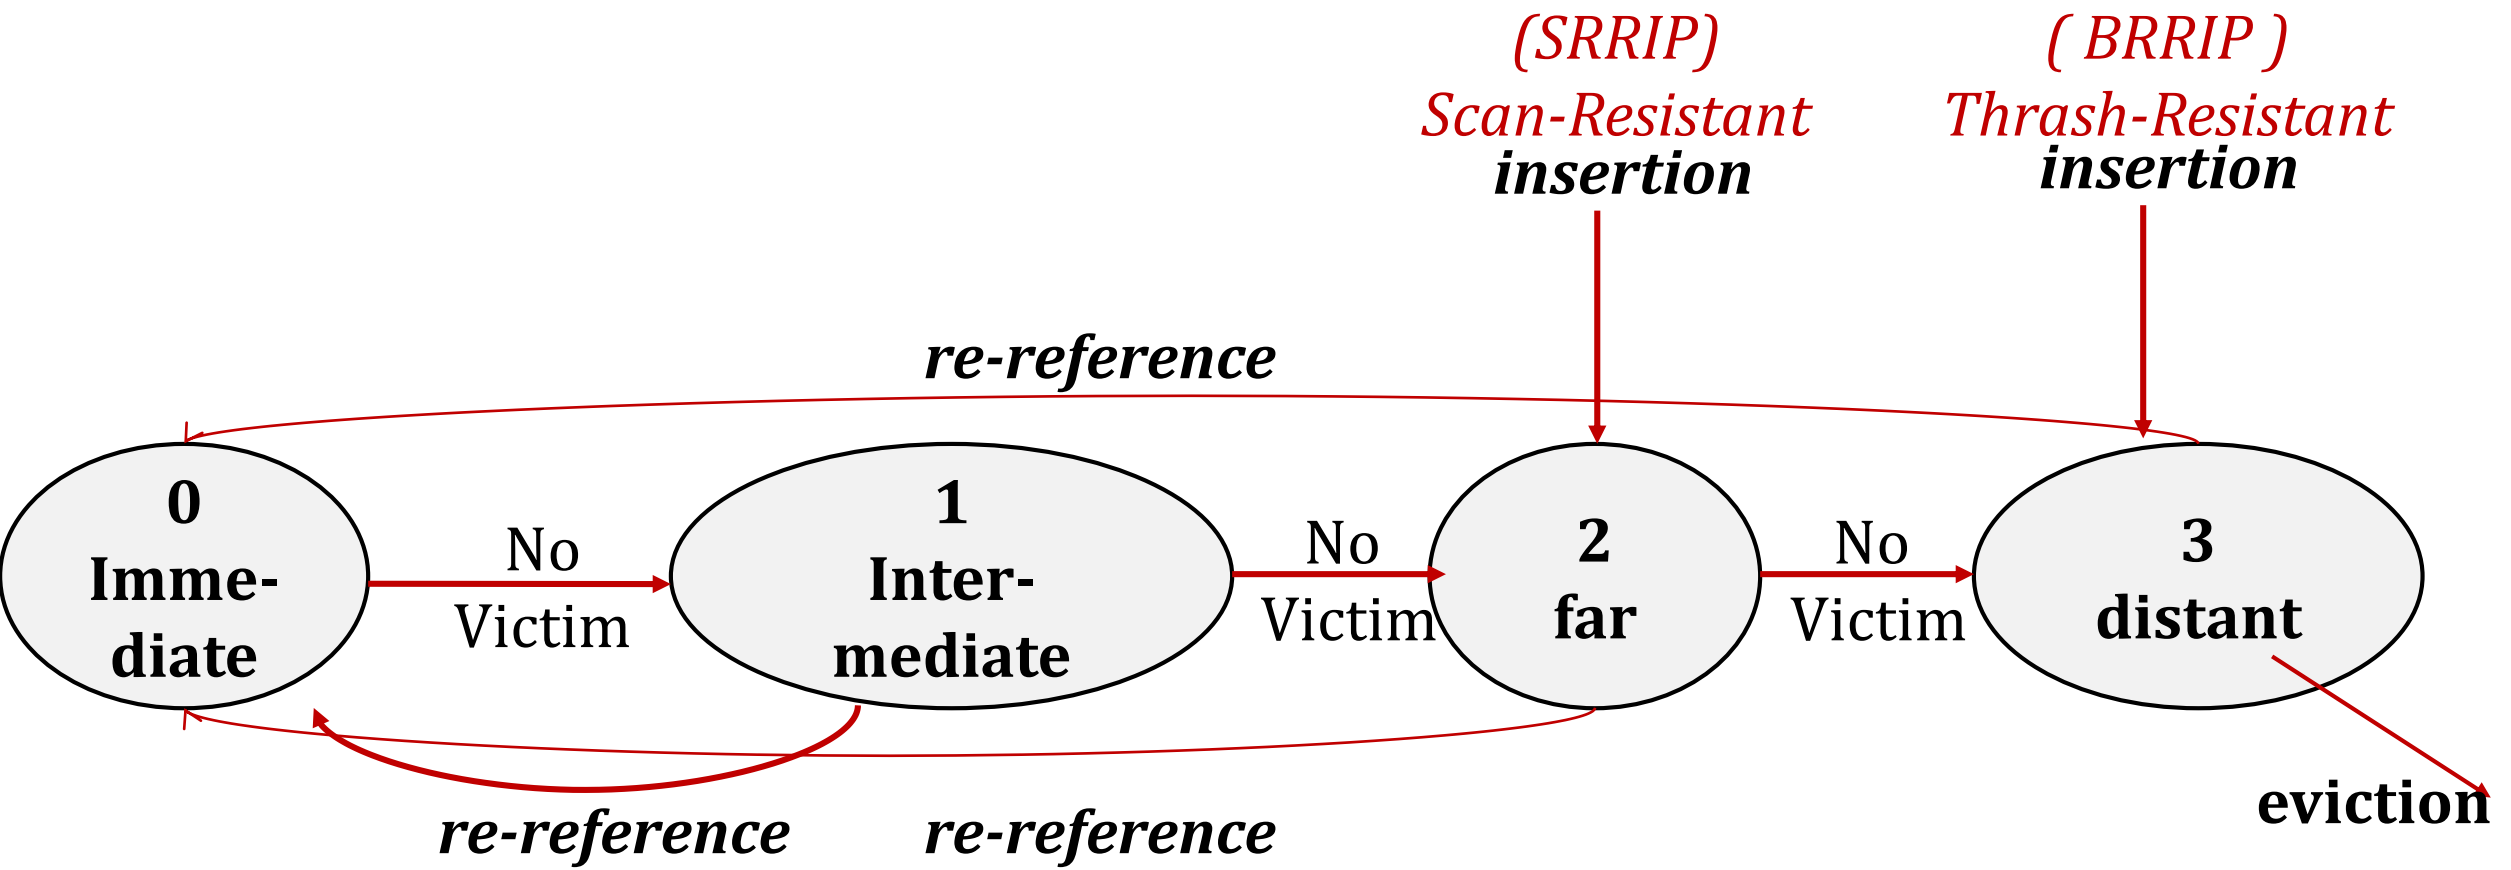 (SRRIP)
Scan-Resistant
insertion
( BRRIP )
Thrash-Resistant
insertion
re-reference
0
Imme-
diate
No
Victim
1
Inter-
mediate
No
Victim
2
far
No
Victim
3
distant
eviction
re-reference
re-reference